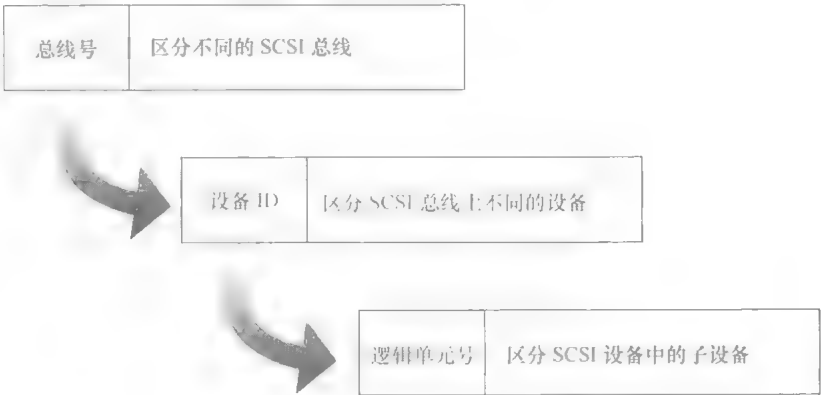 总线号 区分不同的 SCSI 总线
设备 ID 区分 SCSI 总线上不同的设备
逻辑单元号 区分 SCSI 设备中的子设备